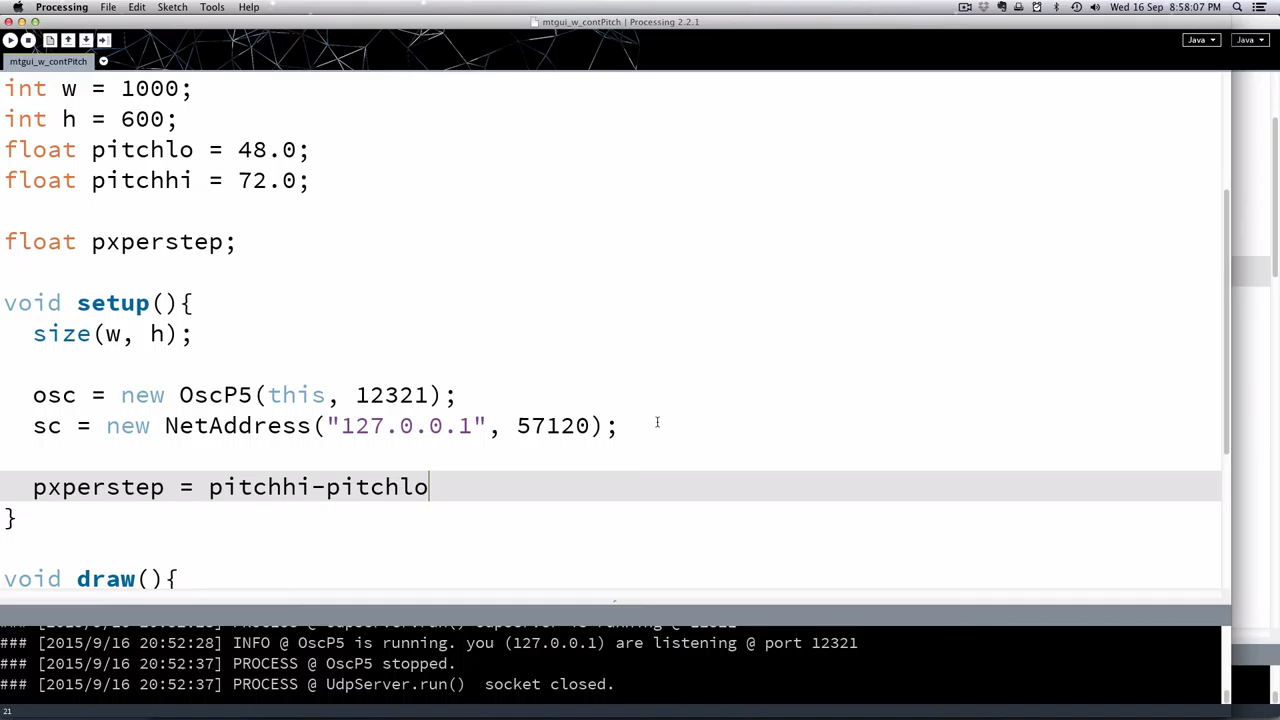 Processing File Edit Sketch Tools Help Wed 16 Sep 8:58:07 PM
mtgui_w_contPitch | Processing 2.2.1
Java Java
mtgui_w_contPitch
int w = 1000;
int h = 600;
float pitchlo = 48.0;
float pitchhi = 72.0;
float pxperstep;
void setup(){
size(w, h);
osc = new OscP5(this, 12321);
sc = new NetAddress("127.0.0.1", 57120);
pxperstep = pitchhi-pitchlo
}
void draw(){
### [2015/9/16 20:52:28] INFO @ OscP5 is running. you (127.0.0.1) are listening @ port 12321
### [2015/9/16 20:52:37] PROCESS @ OscP5 stopped.
### [2015/9/16 20:52:37] PROCESS @ UdpServer.run() socket closed.
21